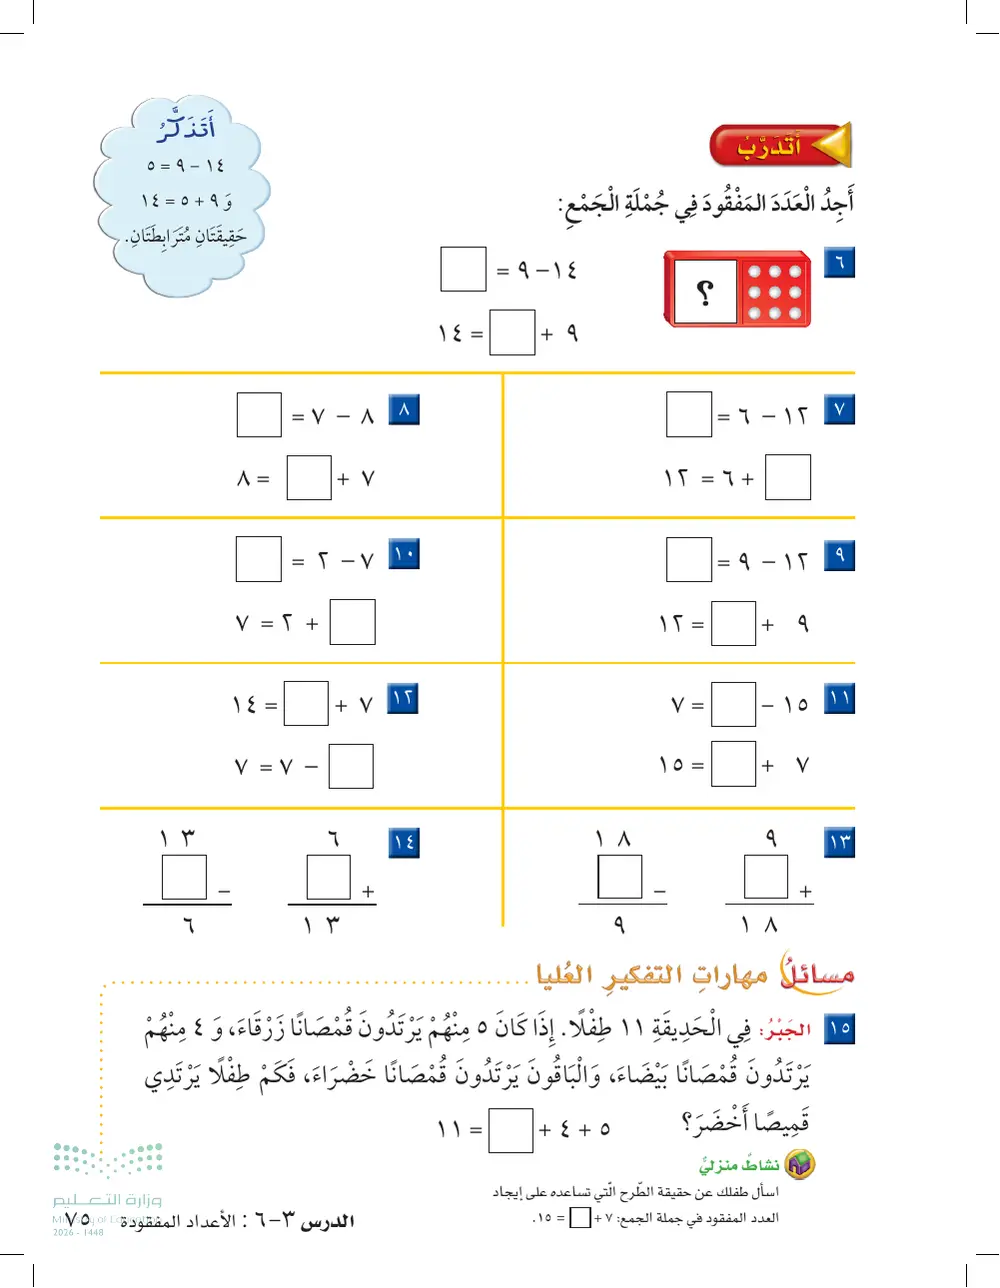 أَتَدَرَّبُ
أَتَذَكَّرُ
١٤ – ٩ = ٥
وَ ٩ + ٥ = ١٤
حَقِيقَتَانِ مُتَرَابِطَتَانِ.
أَجِدُ الْعَدَدَ المَفْقُودَ فِي جُمْلَةِ الْجَمْعِ:
٦
؟
١٤ – ٩ = □
٩ + □ = ١٤
٧
١٢ – ٦ = □
□ + ٦ = ١٢
٨
٨ – ٧ = □
٧ + □ = ٨
٩
١٢ – ٩ = □
٩ + □ = ١٢
١٠
٧ – ٢ = □
□ + ٢ = ٧
١١
١٥ – □ = ٧
٧ + □ = ١٥
١٢
٧ + □ = ١٤
□ – ٧ = ٧
١٣
٩
+ □
١٨
١٨
– □
٩
١٤
٦
+ □
١٣
١٣
– □
٦
مسائلُ مهاراتِ التفكيرِ العُليا
١٥ الجَبْرُ: فِي الْحَدِيقَةِ ١١ طِفْلًا. إِذَا كَانَ ٥ مِنْهُمْ يَرْتَدُونَ قُمْصَانًا زَرْقَاءَ، وَ ٤ مِنْهُمْ
يَرْتَدُونَ قُمْصَانًا بَيْضَاءَ، وَالْبَاقُونَ يَرْتَدُونَ قُمْصَانًا خَضْرَاءَ، فَكَمْ طِفْلًا يَرْتَدِي
قَمِيصًا أَخْضَرَ؟ ٥ + ٤ + □ = ١١
نشاطٌ منزليٌّ
اسأل طفلك عن حقيقة الطّرح الّتي تساعده على إيجاد
العدد المفقود في جملة الجمع: ٧ + □ = ١٥.
وزارة التعليم
Ministry of Education
2026 - 1448
الدرس ٣-٦ : الأعداد المفقودة ٧٥